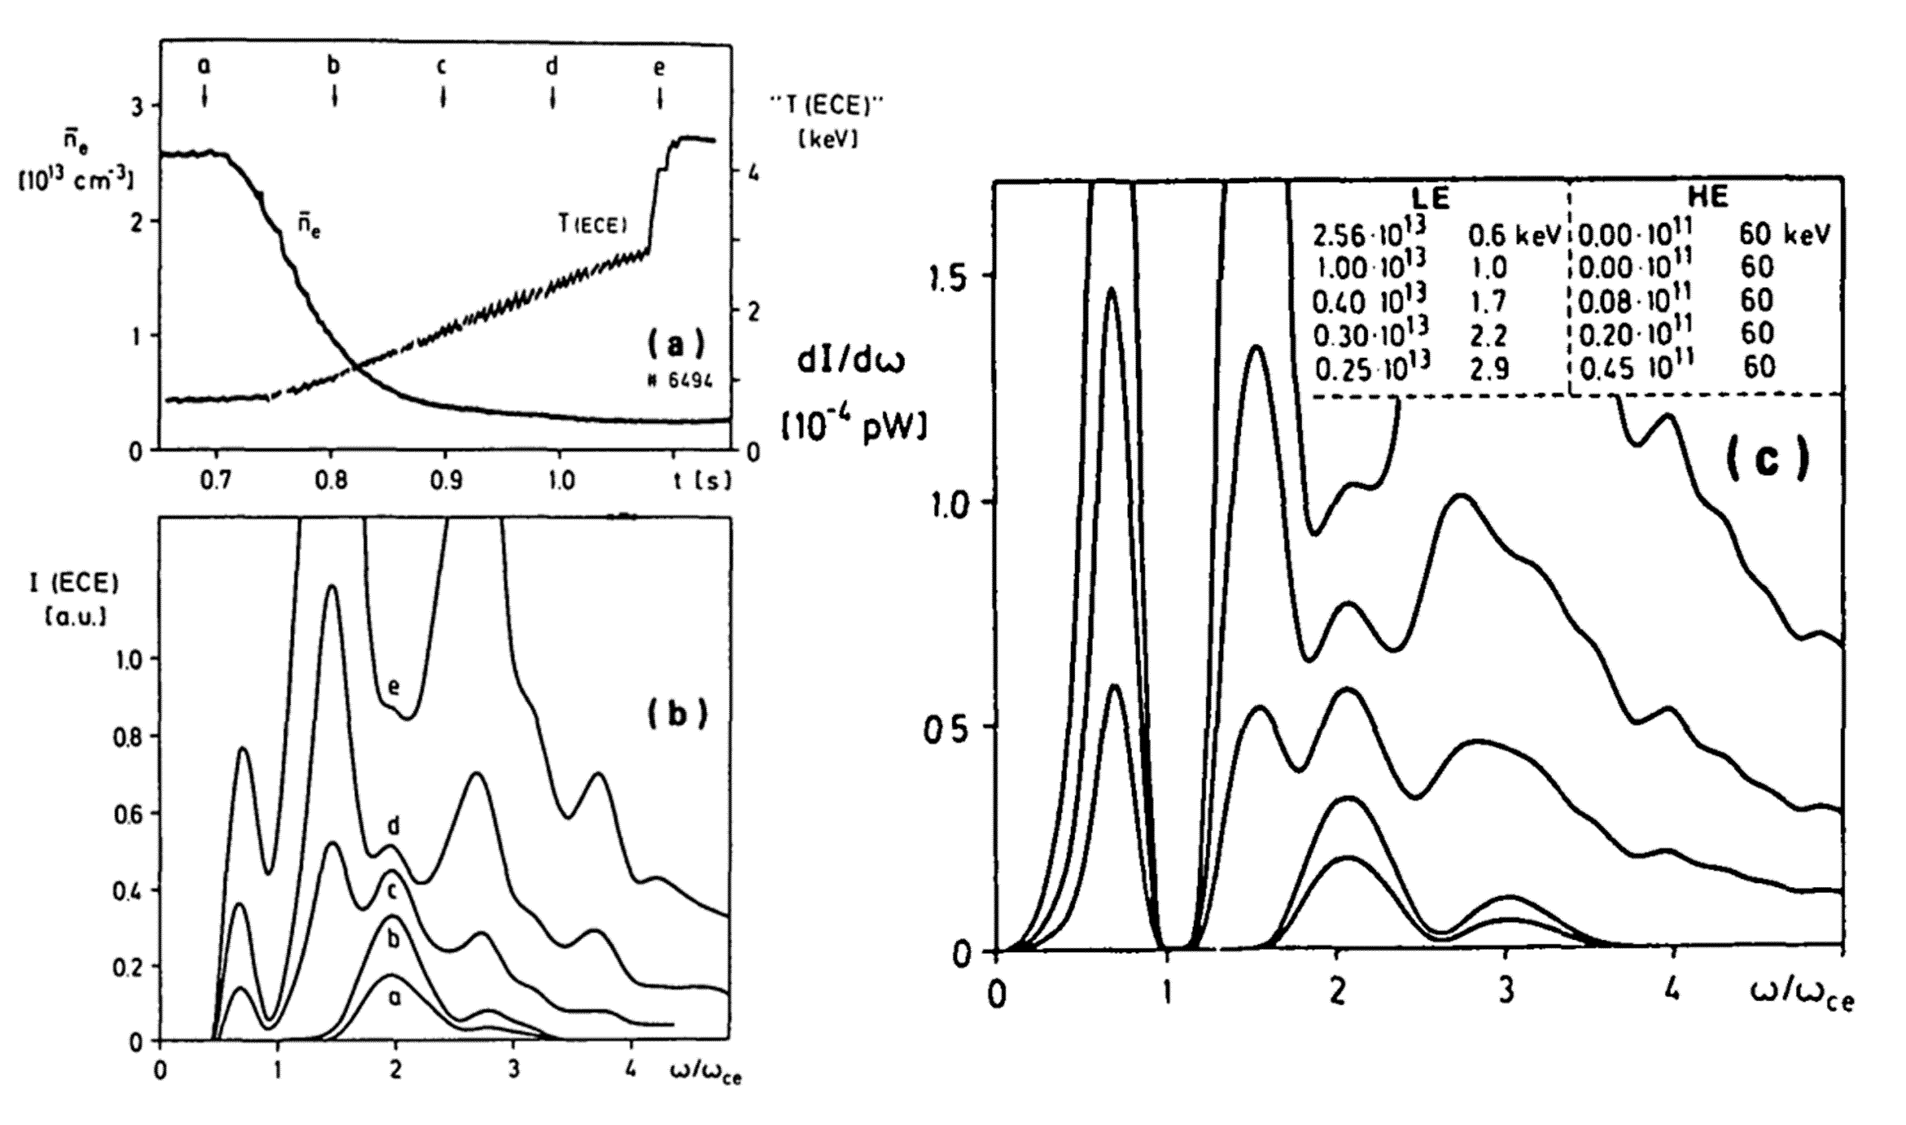 a b c d e
3
2
1
0
n̄e
[10¹³ cm⁻³]
n̄e
T(ECE)
(a)
# 6494
"T(ECE)"
[keV]
4
2
0
0.7 0.8 0.9 1.0 t [s]
I (ECE)
[a.u.]
1.0
0.8
0.6
0.4
0.2
0
e
d
c
b
a
(b)
0 1 2 3 4 ω/ωce
dI/dω
[10⁻⁴ pW]
1.5
1.0
0 5
0
LE HE
2.56·10¹³ 0.6 keV 0.00·10¹¹ 60 keV
1.00·10¹³ 1.0 0.00·10¹¹ 60
0.40 10¹³ 1.7 0.08·10¹¹ 60
0.30·10¹³ 2.2 0.20·10¹¹ 60
0.25·10¹³ 2.9 0.45 10¹¹ 60
(c)
0 1 2 3 4 ω/ωce